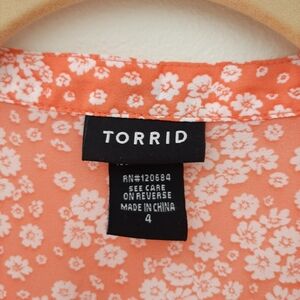 TORRID
RN#120684
SEE CARE
ON REVERSE
MADE IN CHINA
4